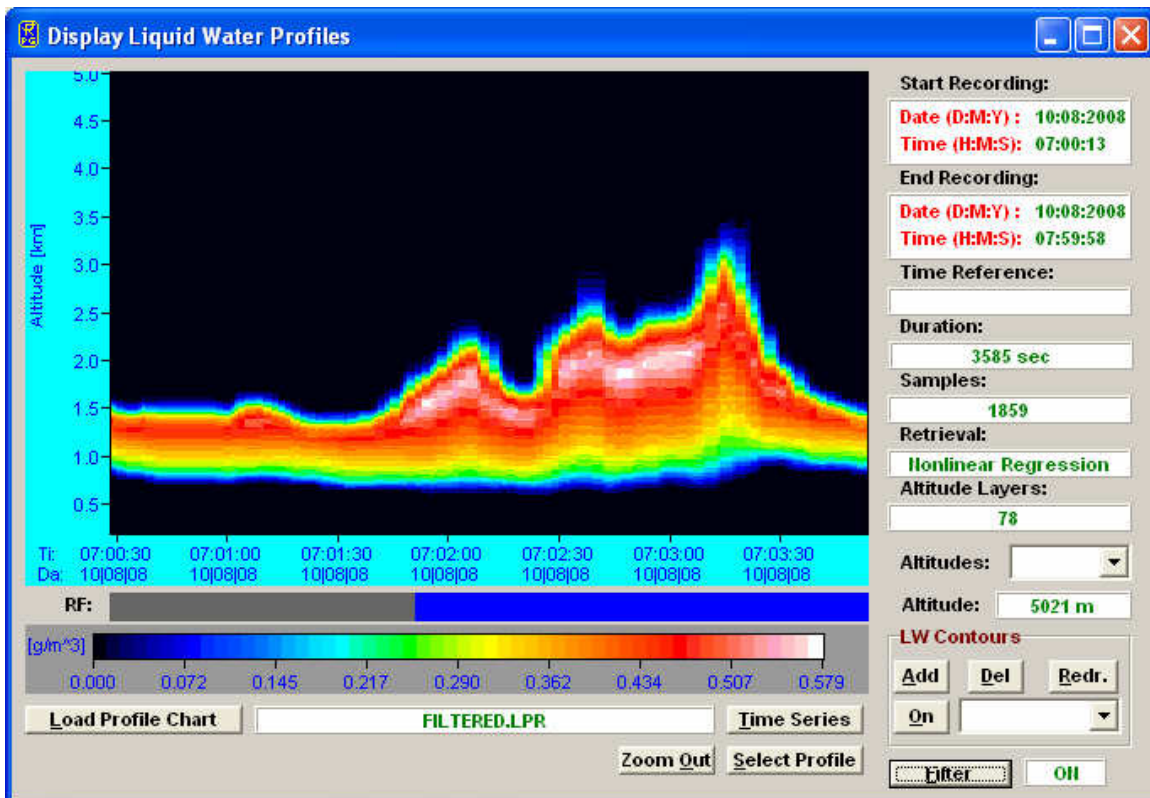 Display Liquid Water Profiles
5.0
4.5
4.0
3.5
3.0
2.5
2.0
1.5
1.0
0.5
Altitude [km]
Ti: 07:00:30 07:01:00 07:01:30 07:02:00 07:02:30 07:03:00 07:03:30
Da: 10|08|08 10|08|08 10|08|08 10|08|08 10|08|08 10|08|08 10|08|08
RF:
[g/m^3]
0.000 0.072 0.145 0.217 0.290 0.362 0.434 0.507 0.579
Load Profile Chart FILTERED.LPR Time Series
Zoom Out Select Profile
Start Recording:
Date (D:M:Y) : 10:08:2008
Time (H:M:S): 07:00:13
End Recording:
Date (D:M:Y) : 10:08:2008
Time (H:M:S): 07:59:58
Time Reference:
Duration:
3585 sec
Samples:
1859
Retrieval:
Nonlinear Regression
Altitude Layers:
78
Altitudes:
Altitude: 5021 m
LW Contours
Add Del Redr.
On
Filter ON